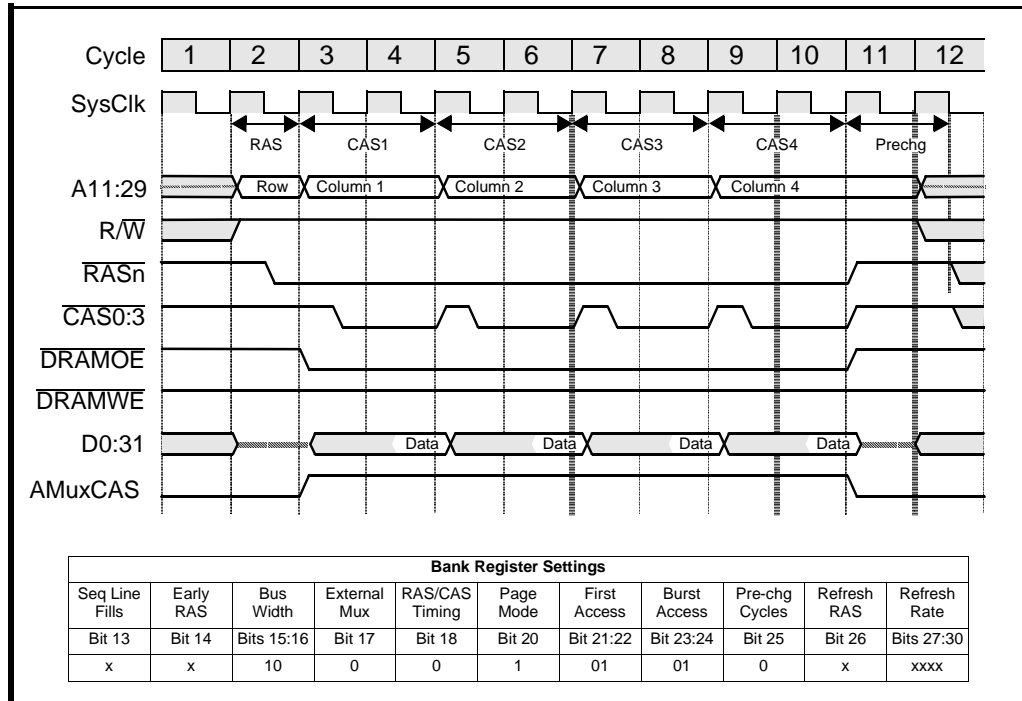 Cycle 1 2 3 4 5 6 7 8 9 10 11 12
SysClk
RAS CAS1 CAS2 CAS3 CAS4 Prechg
A11:29 Row Column 1 Column 2 Column 3 Column 4
R/W
RASn
CAS0:3
DRAMOE
DRAMWE
D0:31 Data Data Data Data
AMuxCAS
Bank Register Settings
Seq Line Fills Early RAS Bus Width External Mux RAS/CAS Timing Page Mode First Access Burst Access Pre-chg Cycles Refresh RAS Refresh Rate
Bit 13 Bit 14 Bits 15:16 Bit 17 Bit 18 Bit 20 Bit 21:22 Bit 23:24 Bit 25 Bit 26 Bits 27:30
x x 10 0 0 1 01 01 0 x xxxx